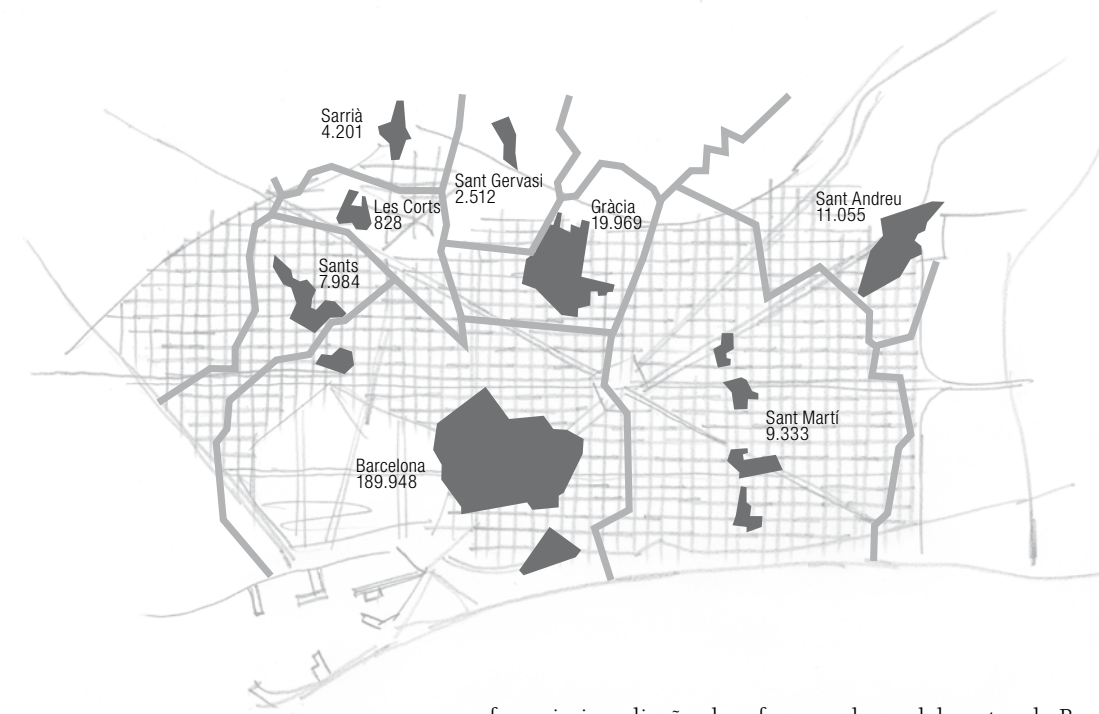 Sarrià
4.201
Sant Gervasi
2.512
Les Corts
828
Gràcia
19.969
Sant Andreu
11.055
Sants
7.984
Sant Martí
9.333
Barcelona
189.948